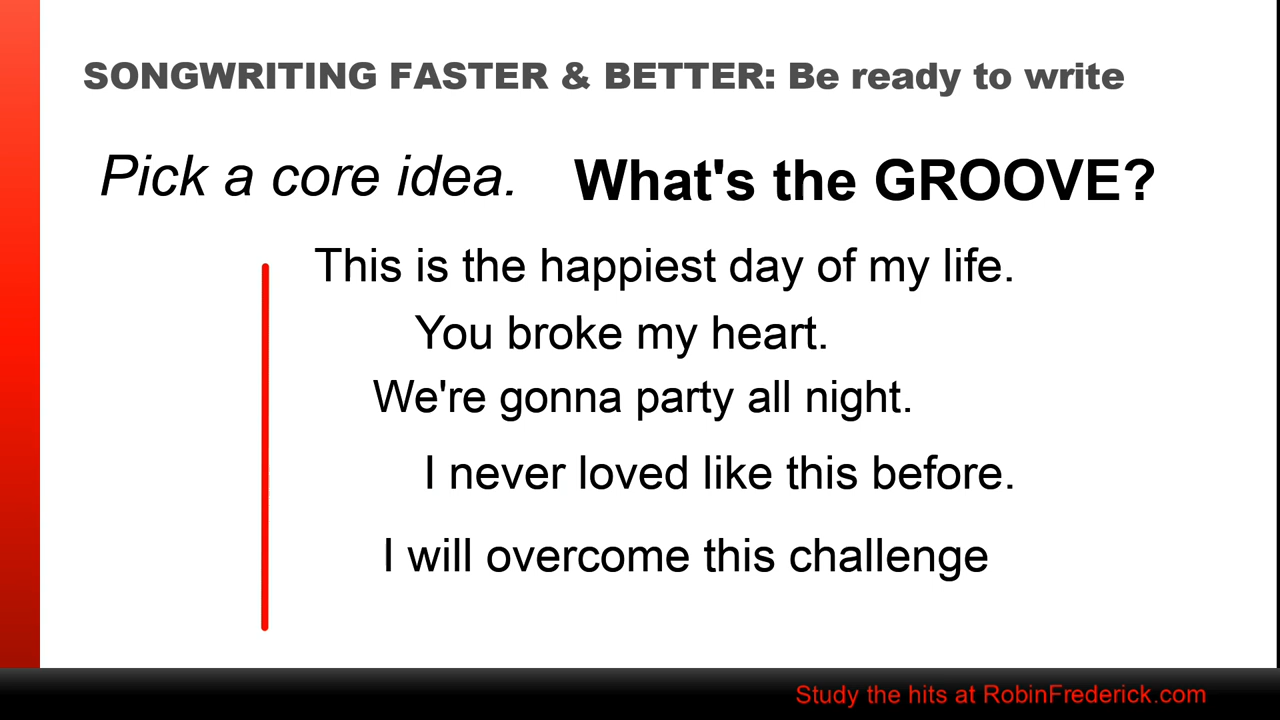 SONGWRITING FASTER & BETTER: Be ready to write
Pick a core idea. What's the GROOVE?
This is the happiest day of my life.
You broke my heart.
We're gonna party all night.
I never loved like this before.
I will overcome this challenge
Study the hits at RobinFrederick.com